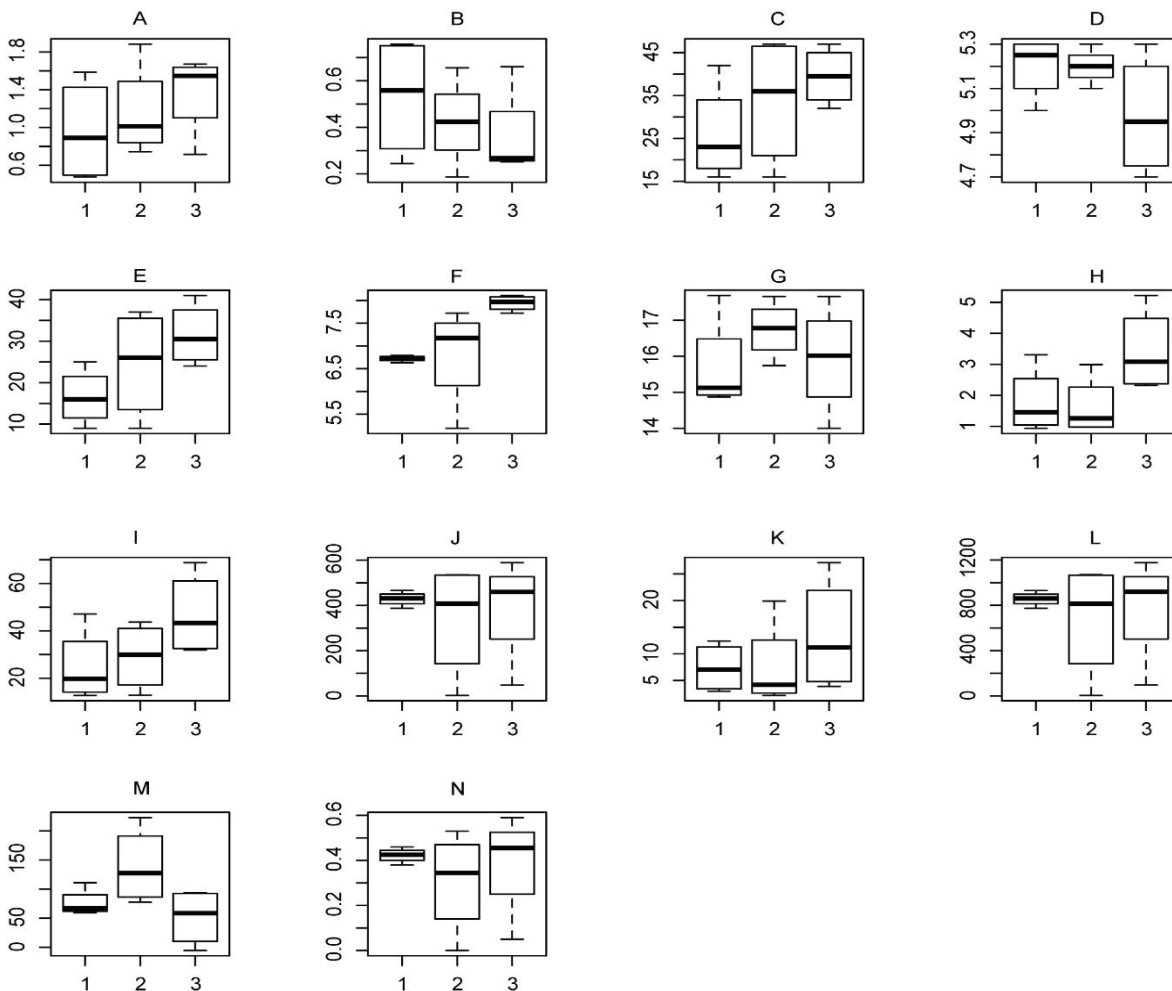 A B C D
1.8 1.4 1.0 0.6
0.6 0.4 0.2
45 35 25 15
5.3 5.1 4.9 4.7
1 2 3 1 2 3 1 2 3 1 2 3
E F G H
40 30 20 10
7.5 6.5 5.5
17 16 15 14
5 4 3 2 1
1 2 3 1 2 3 1 2 3 1 2 3
I J K L
60 40 20
600 400 200 0
20 10 5
1200 800 400 0
1 2 3 1 2 3 1 2 3 1 2 3
M N
150 50 0
0.6 0.4 0.2 0.0
1 2 3 1 2 3